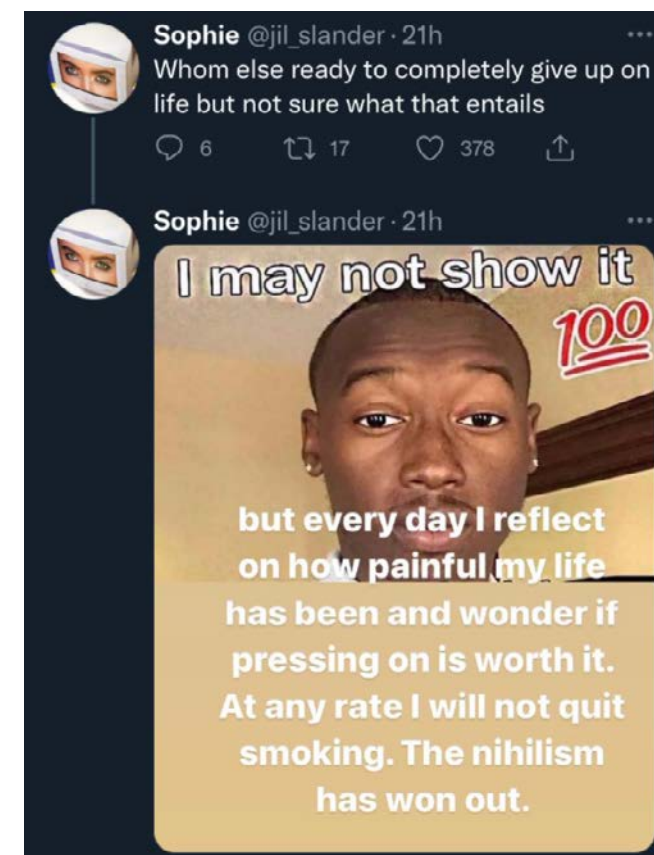 Sophie @jil_slander · 21h
Whom else ready to completely give up on
life but not sure what that entails
6 17 378
Sophie @jil_slander · 21h
I may not show it
100
but every day I reflect
on how painful my life
has been and wonder if
pressing on is worth it.
At any rate I will not quit
smoking. The nihilism
has won out.